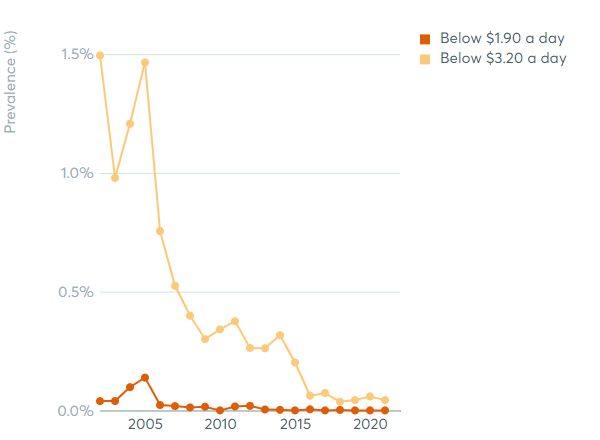 Prevalence (%)
1.5%
1.0%
0.5%
0.0%
2005 2010 2015 2020
Below $1.90 a day
Below $3.20 a day